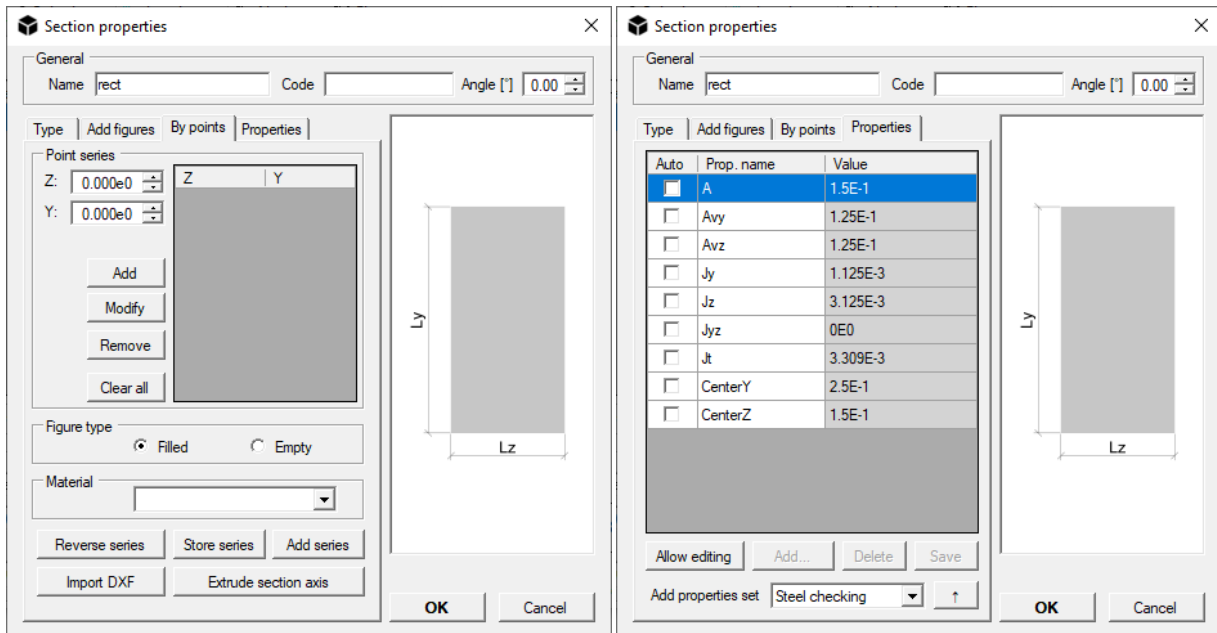 Section properties
General
Name rect Code Angle [°] 0.00
Type Add figures By points Properties
Point series
Z: 0.000e0
Y: 0.000e0
Z Y
Add
Modify
Remove
Clear all
Figure type
Filled Empty
Material
Reverse series Store series Add series
Import DXF Extrude section axis
Ly
Lz
OK Cancel
Section properties
General
Name rect Code Angle [°] 0.00
Type Add figures By points Properties
Auto Prop. name Value
A 1.5E-1
Avy 1.25E-1
Avz 1.25E-1
Jy 1.125E-3
Jz 3.125E-3
Jyz 0E0
Jt 3.309E-3
CenterY 2.5E-1
CenterZ 1.5E-1
Allow editing Add... Delete Save
Add properties set Steel checking ↑
Ly
Lz
OK Cancel